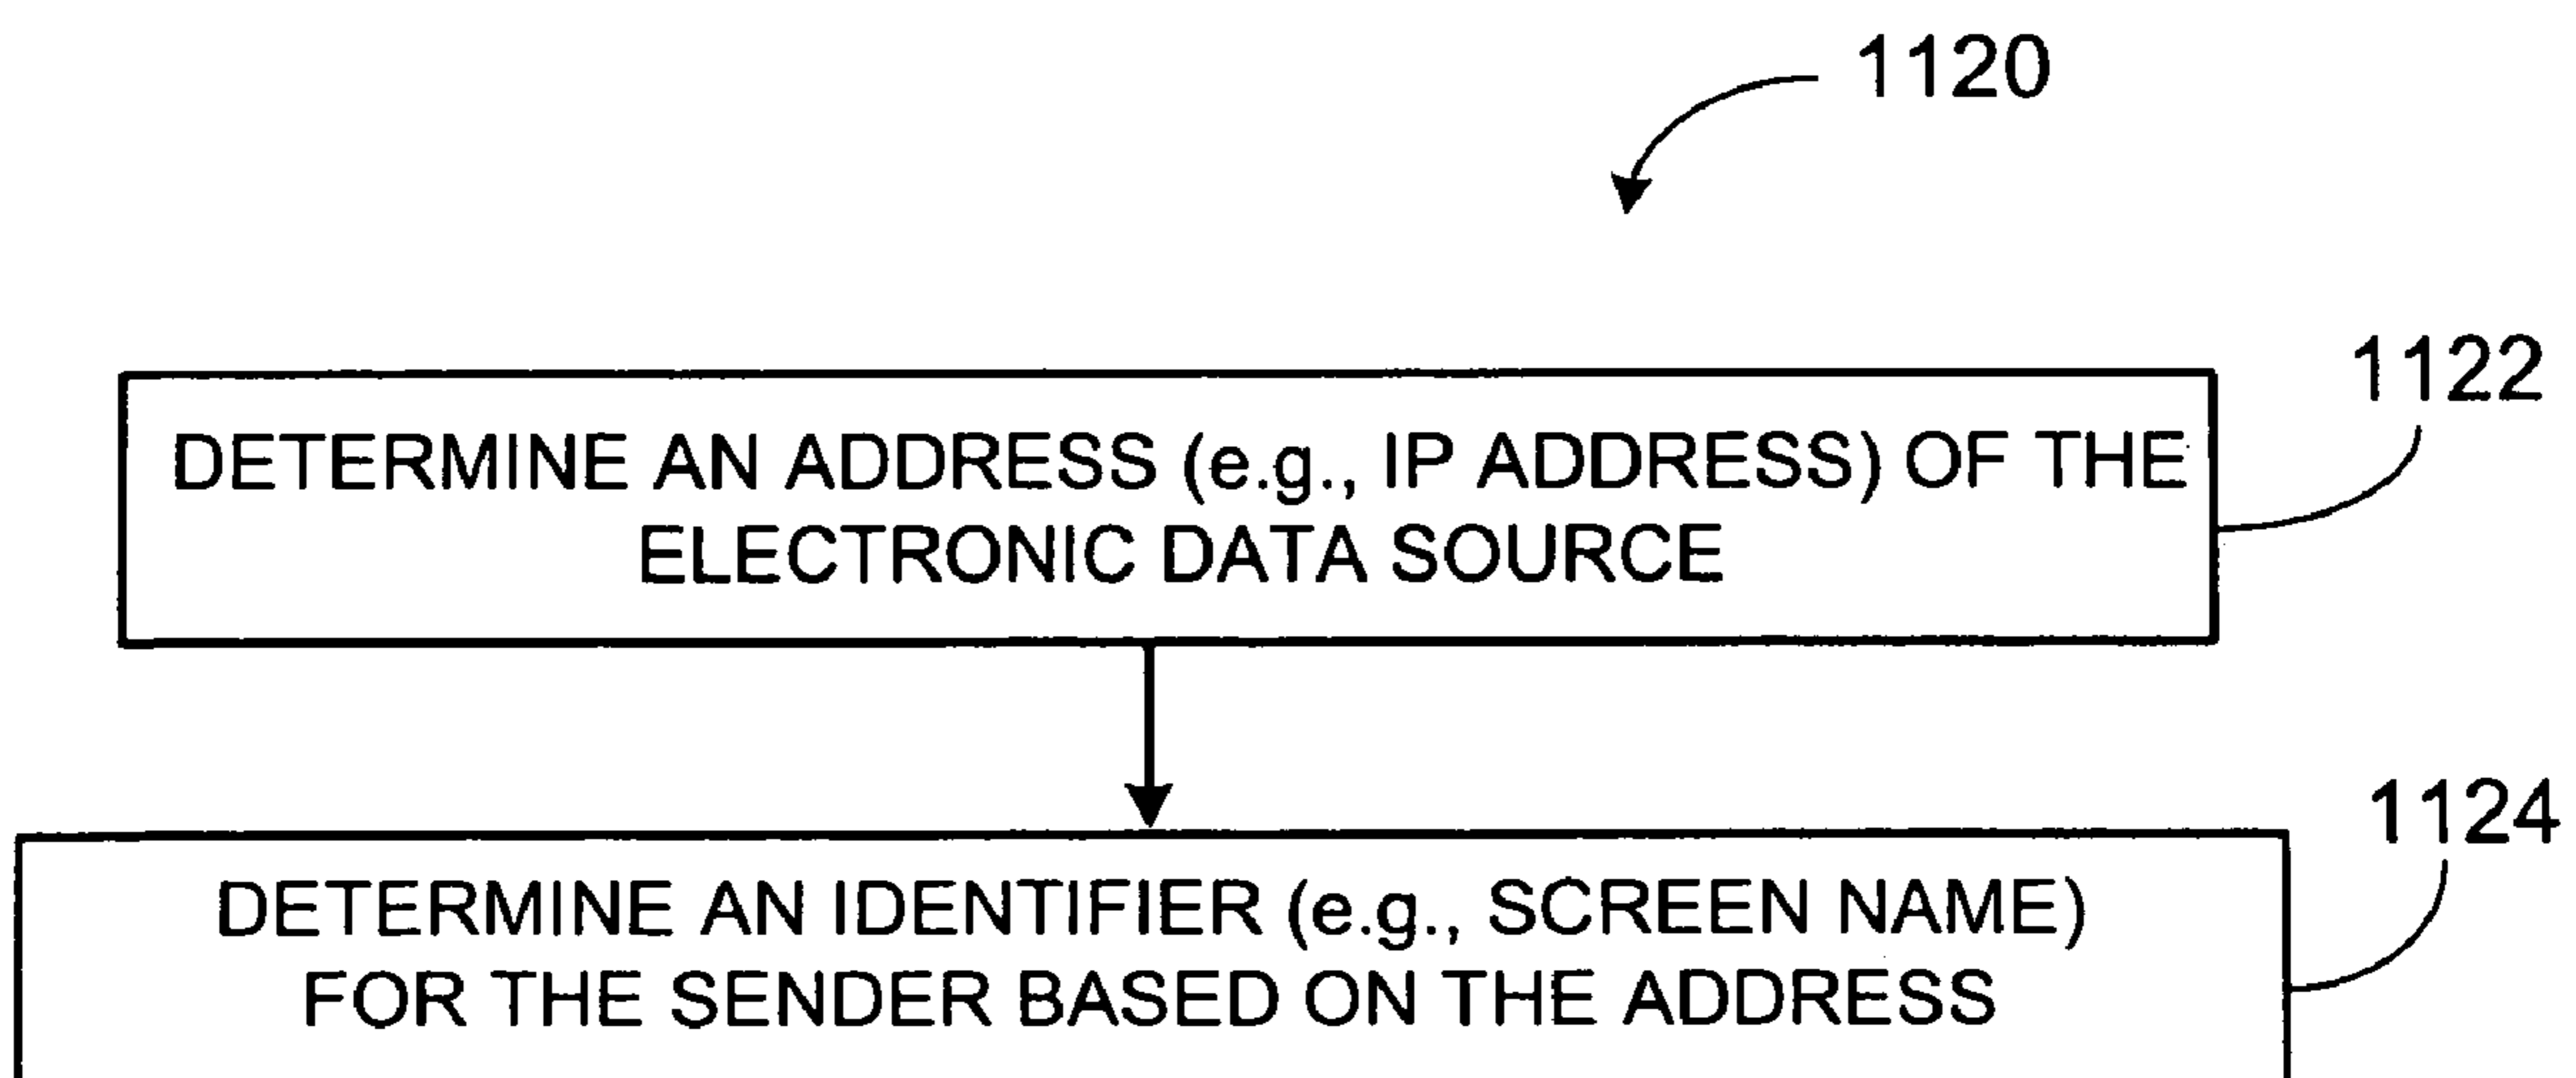 1120
1122
DETERMINE AN ADDRESS (e.g., IP ADDRESS) OF THE
ELECTRONIC DATA SOURCE
1124
DETERMINE AN IDENTIFIER (e.g., SCREEN NAME)
FOR THE SENDER BASED ON THE ADDRESS